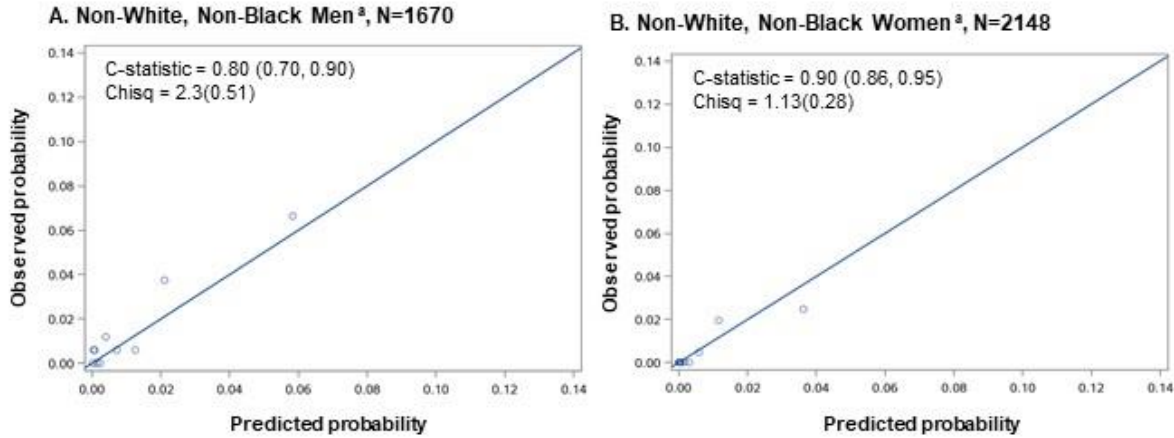 A. Non-White, Non-Black Men ª, N=1670
C-statistic = 0.80 (0.70, 0.90)
Chisq = 2.3(0.51)
Observed probability
0.14
0.12
0.10
0.08
0.06
0.04
0.02
0.00
0.00 0.02 0.04 0.06 0.08 0.10 0.12 0.14
Predicted probability
B. Non-White, Non-Black Women ª, N=2148
C-statistic = 0.90 (0.86, 0.95)
Chisq = 1.13(0.28)
Observed probability
0.14
0.12
0.10
0.08
0.06
0.04
0.02
0.00
0.00 0.02 0.04 0.06 0.08 0.10 0.12 0.14
Predicted probability